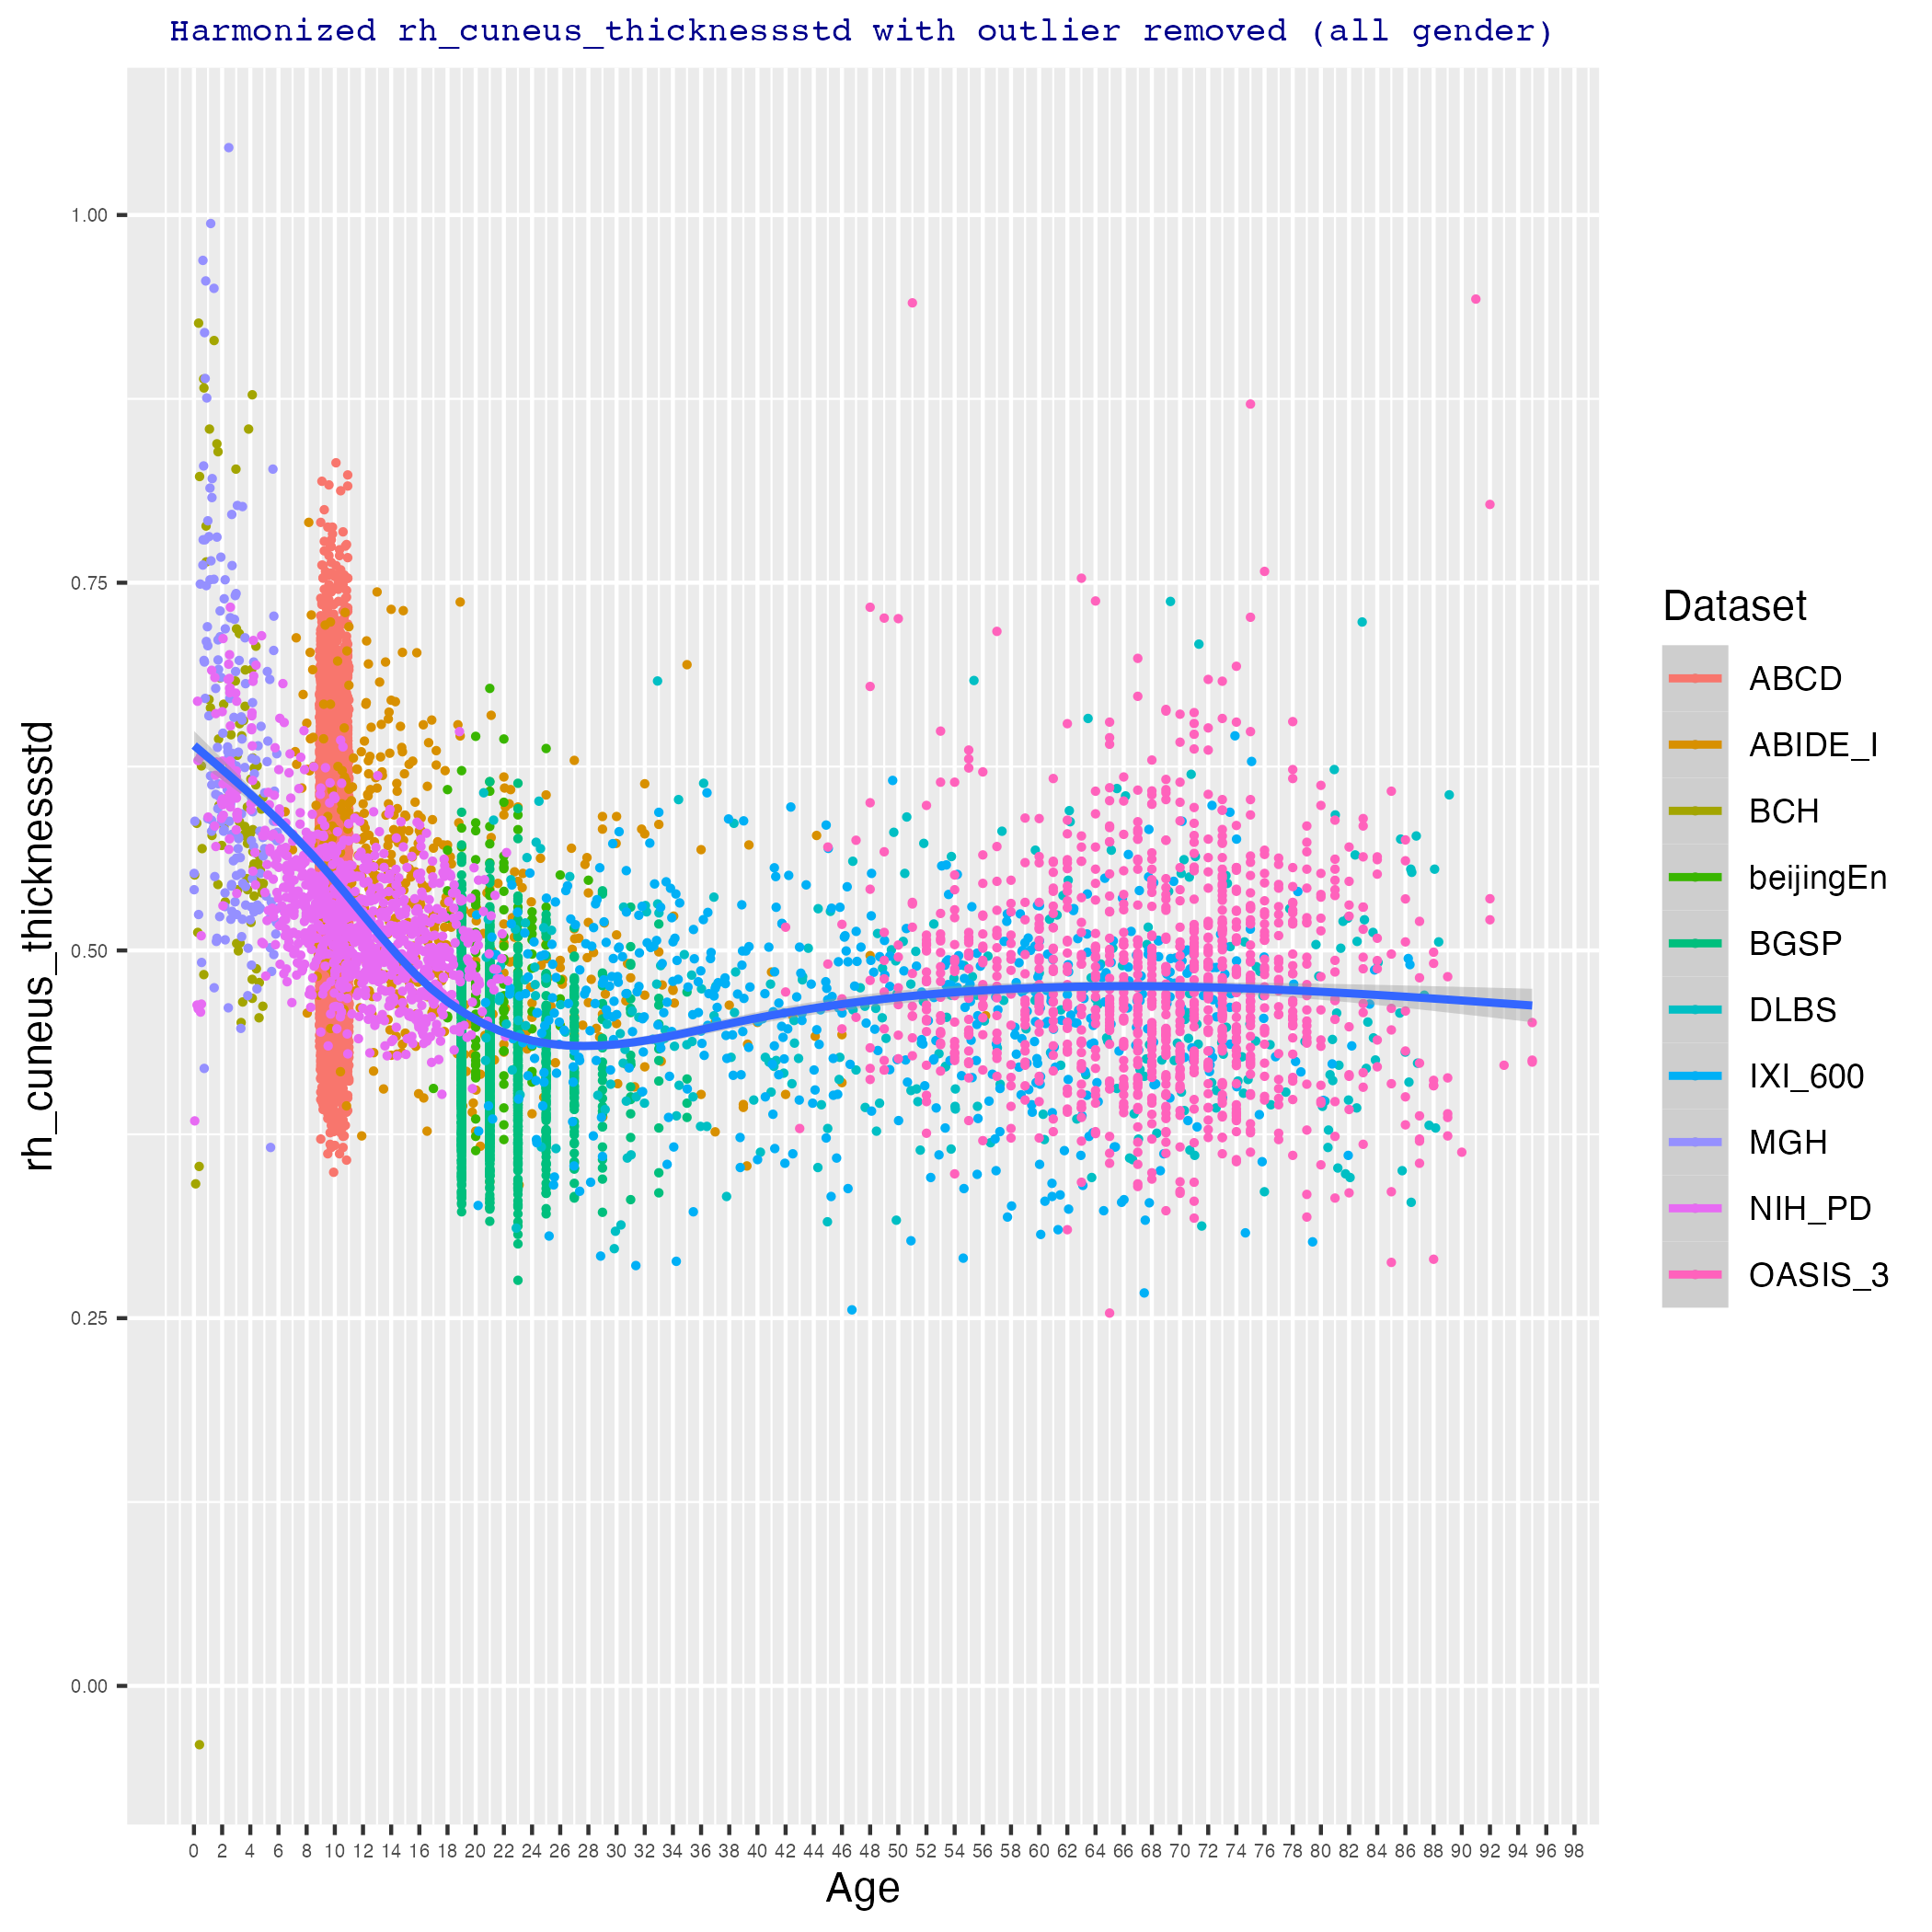 Harmonized rh_cuneus_thicknessstd with outlier removed (all gender)
rh_cuneus_thicknessstd
1.00
0.75
0.50
0.25
0.00
0 2 4 6 8 10 12 14 16 18 20 22 24 26 28 30 32 34 36 38 40 42 44 46 48 50 52 54 56 58 60 62 64 66 68 70 72 74 76 78 80 82 84 86 88 90 92 94 96 98
Age
Dataset
ABCD
ABIDE_I
BCH
beijingEn
BGSP
DLBS
IXI_600
MGH
NIH_PD
OASIS_3